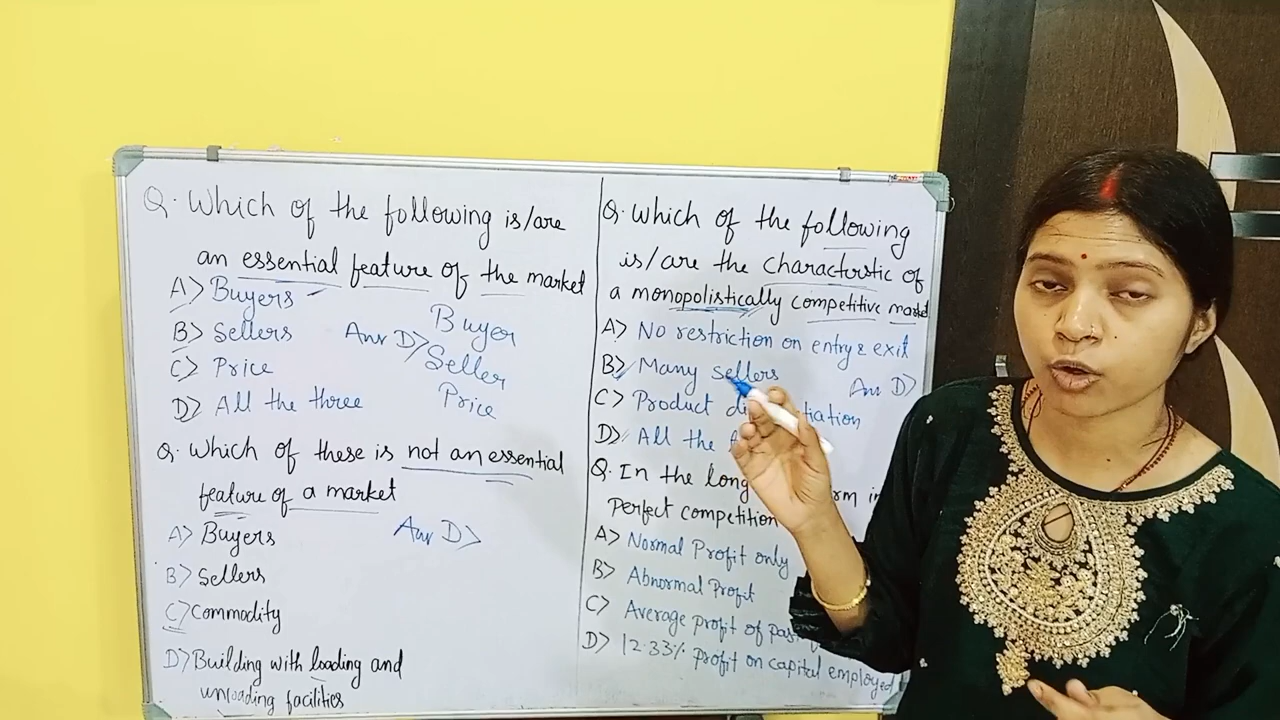 Q. Which of the following is/are
an essential feature of the market
A> Buyers
B> Sellers
C> Price
D> All the three
Ans D>
Buyer
Seller
Price
Q. Which of these is not an essential
feature of a market
A> Buyers
B> Sellers
C> Commodity
D> Building with loading and
unloading facilities
Ans D>
Q. Which of the following
is/are the charactristic of
a monopolistically competitive market
A> No restriction on entry & exit
B> Many sellers
C> Product
D> All the
Ans D>
Q. In the long
Perfect competition
A> Normal Profit only
B> Abnormal Profit
C> Average profit of
D> 12.33% profit on capital employed